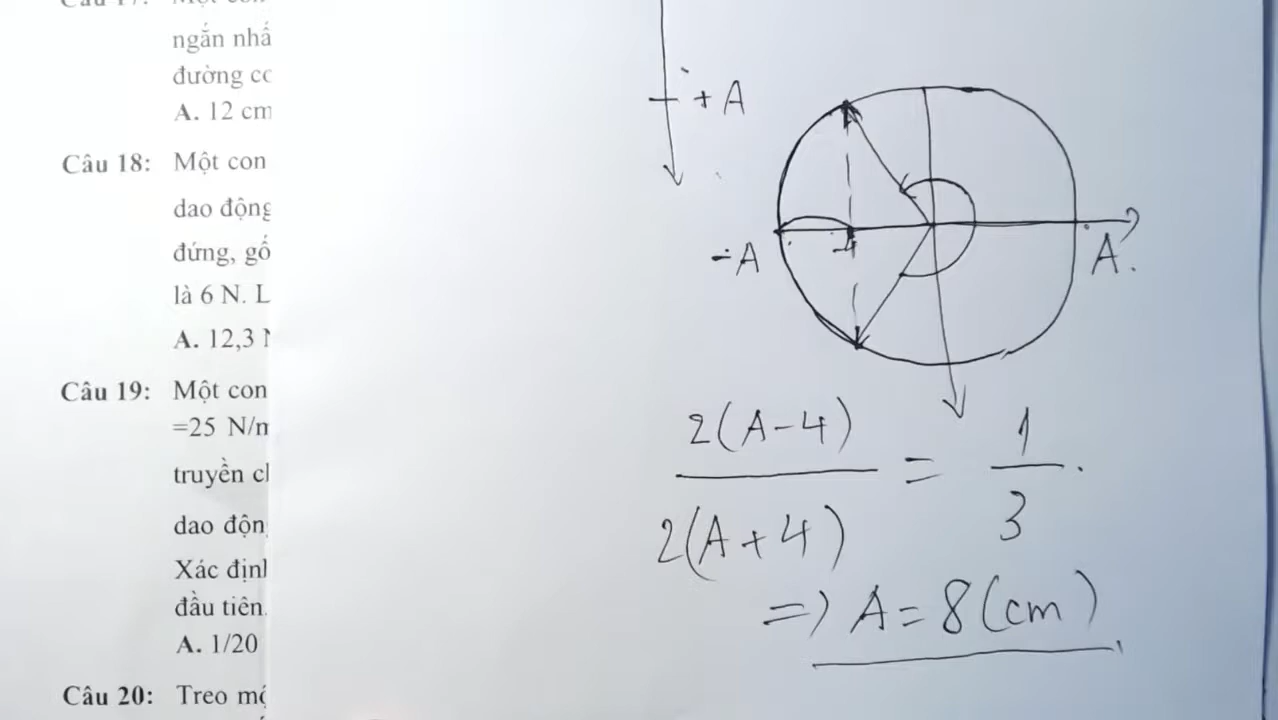 ngắn nhấ
đường cc
A. 12 cm
Câu 18: Một con
dao động
đứng, gố
là 6 N. L
A. 12,3
Câu 19: Một con
=25 N/m
truyền cl
dao độn
Xác định
đầu tiên.
A. 1/20
Câu 20: Treo mộ
+ A
-A
-4
A
2(A-4)
2(A+4)
=
1
3
=> A = 8 (cm)